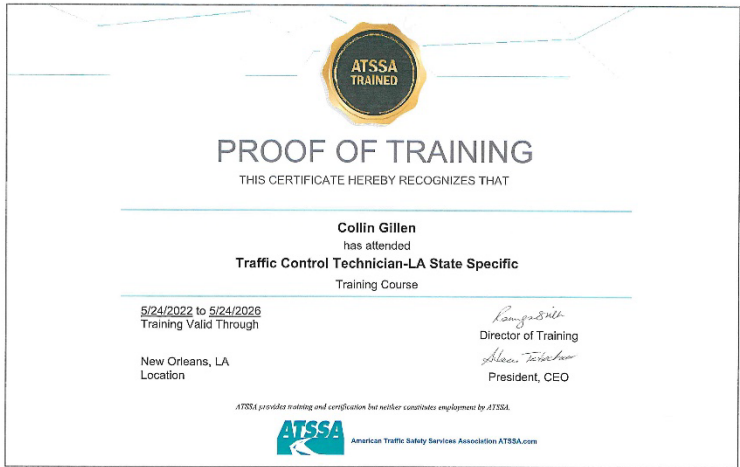 ATSSA
TRAINED
PROOF OF TRAINING
THIS CERTIFICATE HEREBY RECOGNIZES THAT
Collin Gillen
has attended
Traffic Control Technician-LA State Specific
Training Course
5/24/2022 to 5/24/2026
Training Valid Through
Director of Training
New Orleans, LA
Location
President, CEO
ATSSA provides training and certification but neither constitutes employment by ATSSA.
ATSSA
American Traffic Safety Services Association ATSSA.com